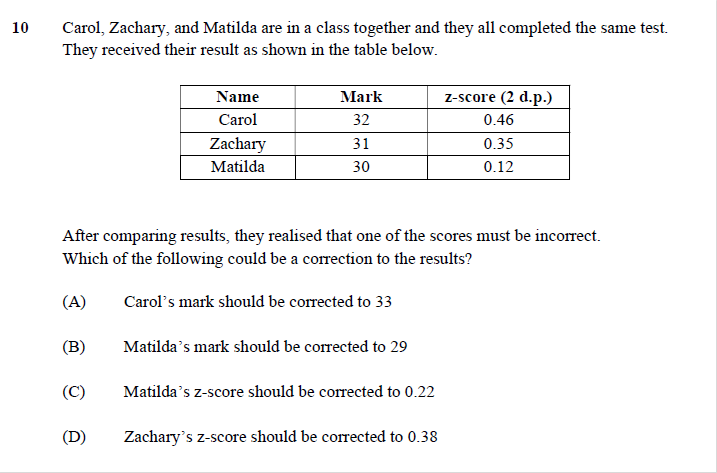 10 Carol, Zachary, and Matilda are in a class together and they all completed the same test.
They received their result as shown in the table below.
Name Mark z-score (2 d.p.)
Carol 32 0.46
Zachary 31 0.35
Matilda 30 0.12
After comparing results, they realised that one of the scores must be incorrect.
Which of the following could be a correction to the results?
(A) Carol's mark should be corrected to 33
(B) Matilda's mark should be corrected to 29
(C) Matilda's z-score should be corrected to 0.22
(D) Zachary's z-score should be corrected to 0.38